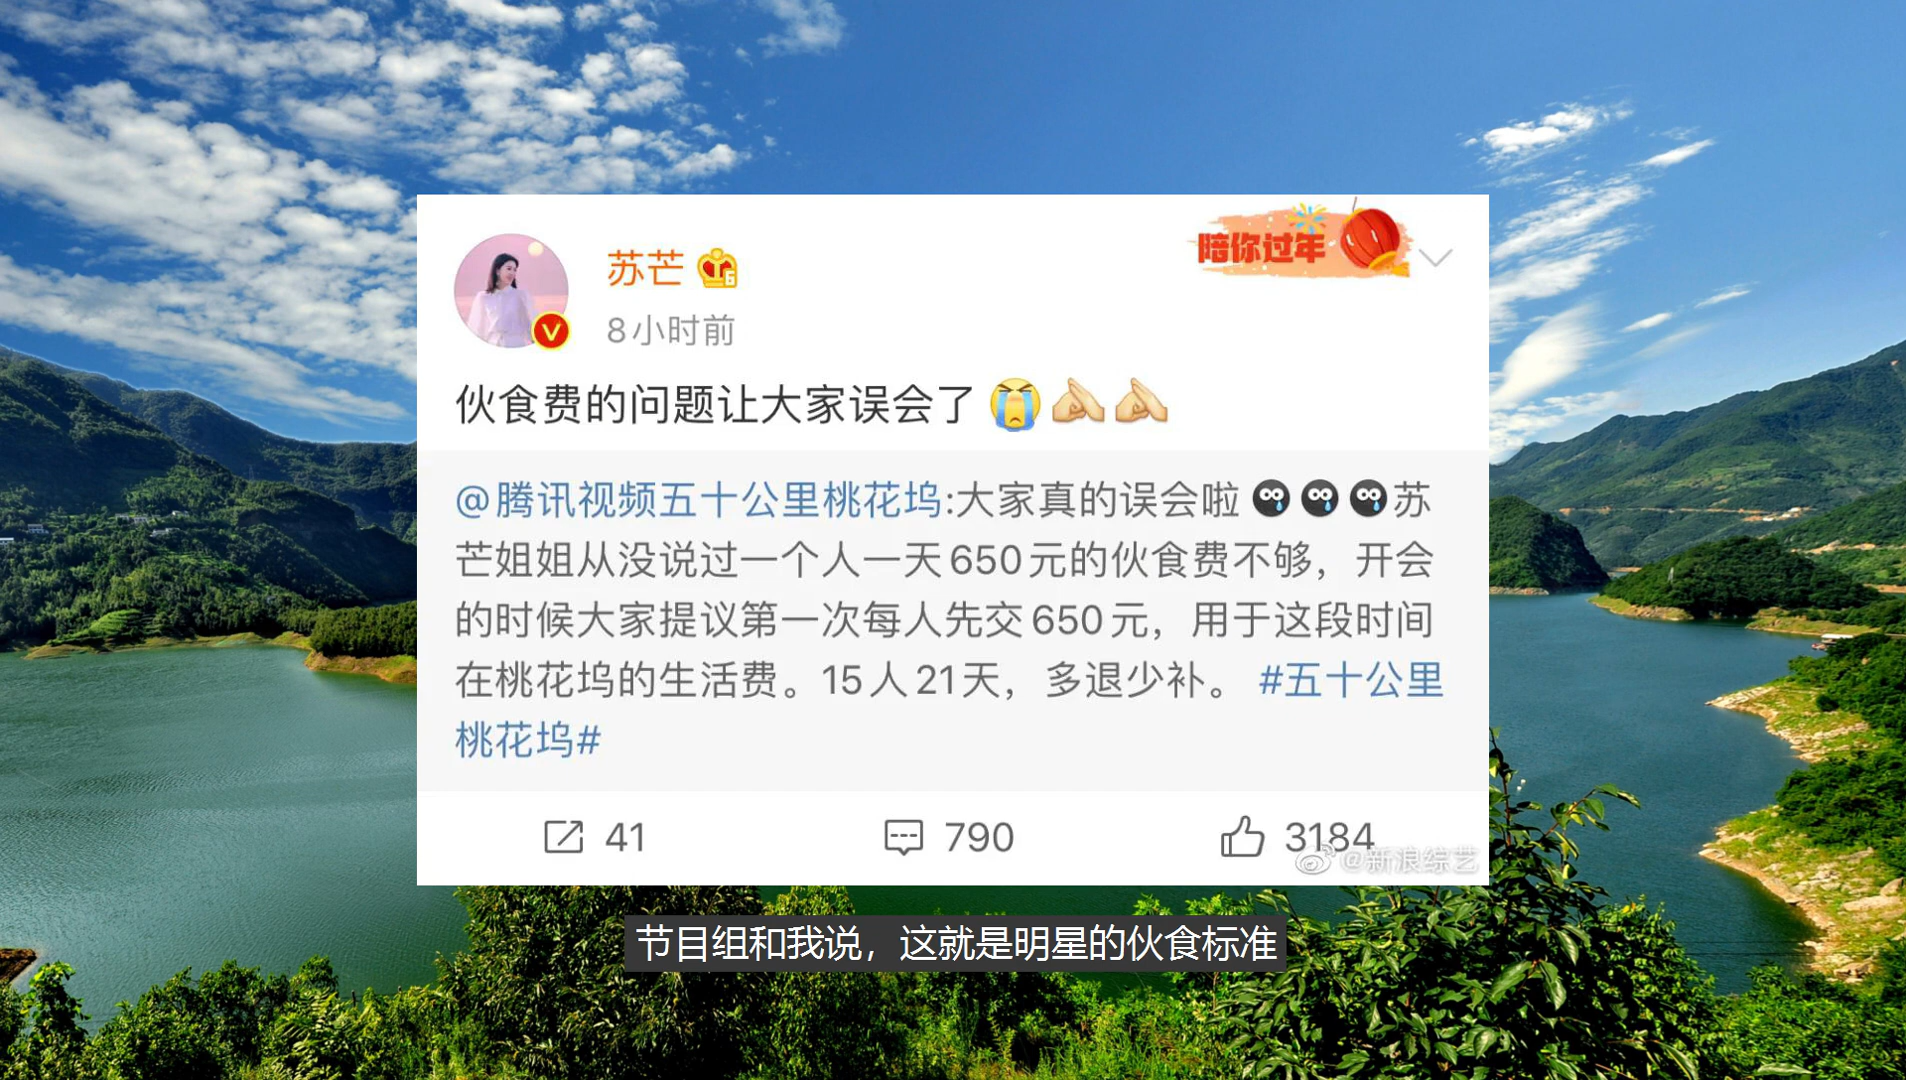 陪你过年
苏芒
6
V
8小时前
伙食费的问题让大家误会了
@腾讯视频五十公里桃花坞:大家真的误会啦 苏
芒姐姐从没说过一个人一天650元的伙食费不够，开会
的时候大家提议第一次每人先交650元，用于这段时间
在桃花坞的生活费。15人21天，多退少补。 #五十公里
桃花坞#
41 790 3184
@新浪综艺
节目组和我说，这就是明星的伙食标准